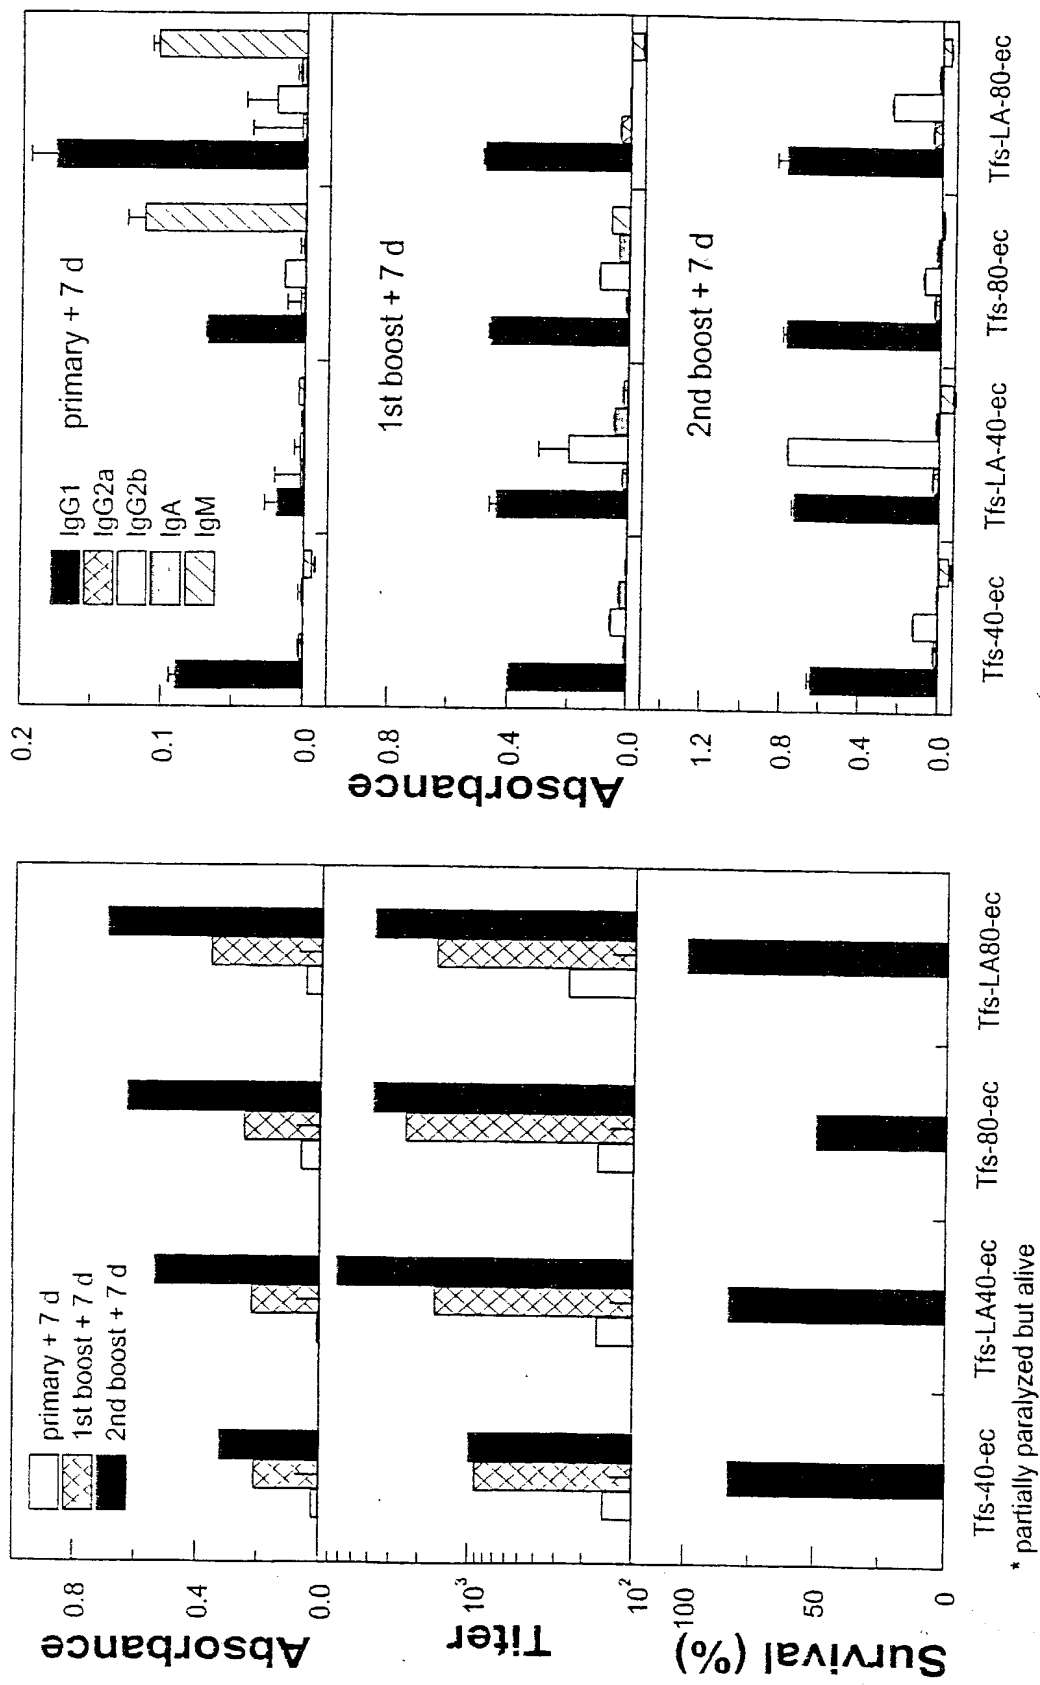 primary + 7 d
1st boost + 7 d
2nd boost + 7 d
Absorbance
0.8
0.4
0.0
Titer
10³
10²
Survival (%)
100
50
0
Tfs-40-ec
Tfs-LA40-ec
Tfs-80-ec
Tfs-LA80-ec
* partially paralyzed but alive
IgG1
IgG2a
IgG2b
IgA
IgM
primary + 7 d
0.2
0.1
0.0
Absorbance
1st boost + 7 d
0.8
0.4
0.0
2nd boost + 7 d
1.2
0.8
0.4
0.0
Tfs-40-ec
Tfs-LA-40-ec
Tfs-80-ec
Tfs-LA-80-ec